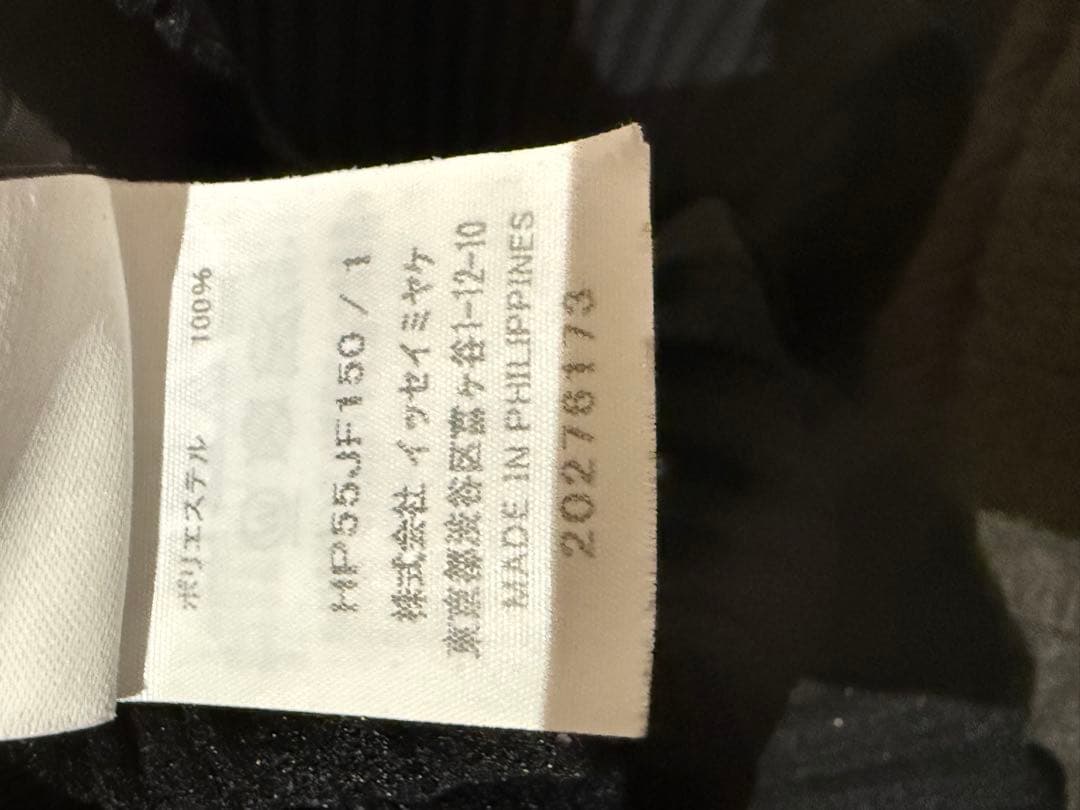 ポリエステル 100%
MP55JF150 / 1
株式会社 イッセイミヤケ
東京都渋谷区富ヶ谷1-12-10
MADE IN PHILIPPINES
20276173